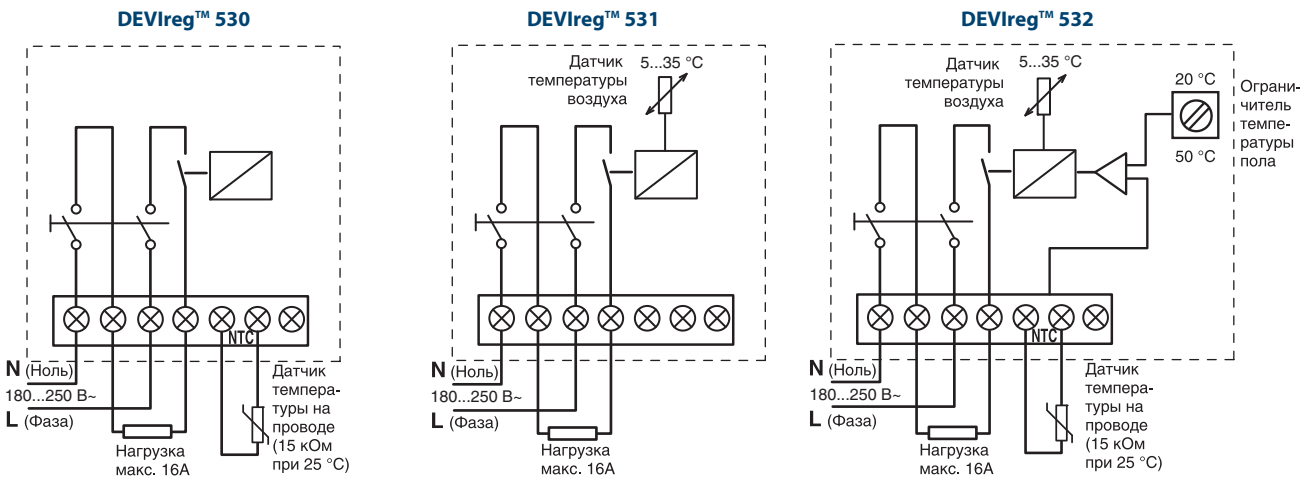 DEVIreg™ 530
NTC
N (Ноль)
180...250 В~
L (Фаза)
Нагрузка
макс. 16А
Датчик
темпера-
туры на
проводе
(15 кОм
при 25 °C)
DEVIreg™ 531
Датчик
температуры
воздуха
5...35 °C
N (Ноль)
180...250 В~
L (Фаза)
Нагрузка
макс. 16А
DEVIreg™ 532
Датчик
температуры
воздуха
5...35 °C
20 °C
50 °C
Ограни-
читель
темпе-
ратуры
пола
NTC
N (Ноль)
180...250 В~
L (Фаза)
Нагрузка
макс. 16А
Датчик
темпера-
туры на
проводе
(15 кОм
при 25 °C)